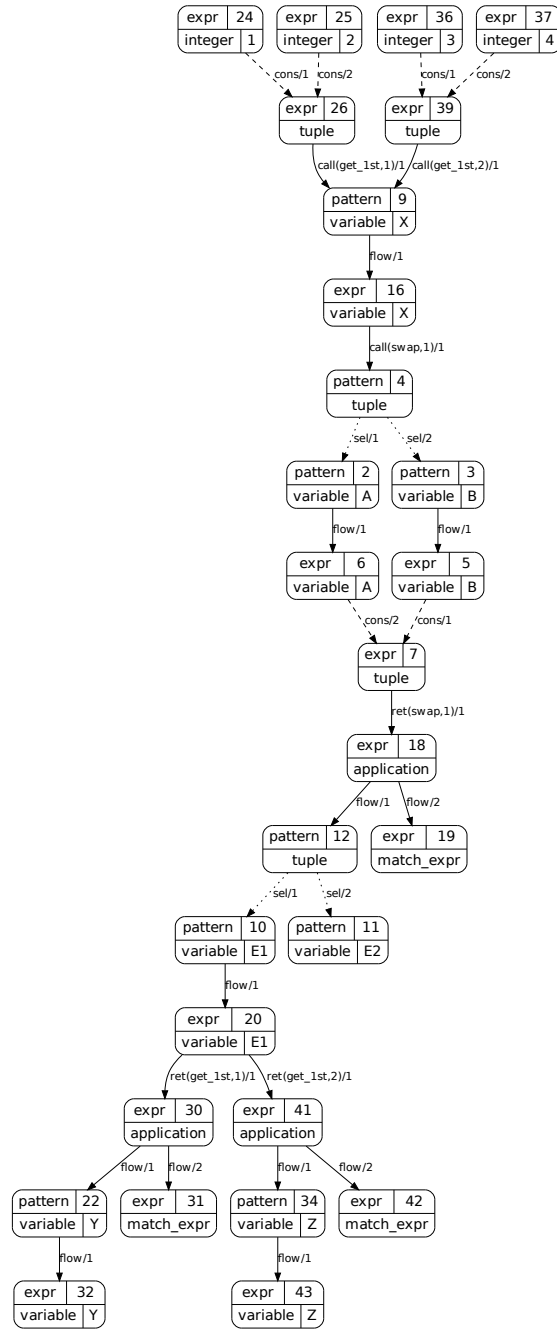 expr 24
integer 1
expr 25
integer 2
expr 36
integer 3
expr 37
integer 4
cons/1
cons/2
cons/1
cons/2
expr 26
tuple
expr 39
tuple
call(get_1st,1)/1
call(get_1st,2)/1
pattern 9
variable X
flow/1
expr 16
variable X
call(swap,1)/1
pattern 4
tuple
sel/1
sel/2
pattern 2
variable A
pattern 3
variable B
flow/1
flow/1
expr 6
variable A
expr 5
variable B
cons/2
cons/1
expr 7
tuple
ret(swap,1)/1
expr 18
application
flow/1
flow/2
pattern 12
tuple
expr 19
match_expr
sel/1
sel/2
pattern 10
variable E1
pattern 11
variable E2
flow/1
expr 20
variable E1
ret(get_1st,1)/1
ret(get_1st,2)/1
expr 30
application
expr 41
application
flow/1
flow/2
flow/1
flow/2
pattern 22
variable Y
expr 31
match_expr
pattern 34
variable Z
expr 42
match_expr
flow/1
flow/1
expr 32
variable Y
expr 43
variable Z